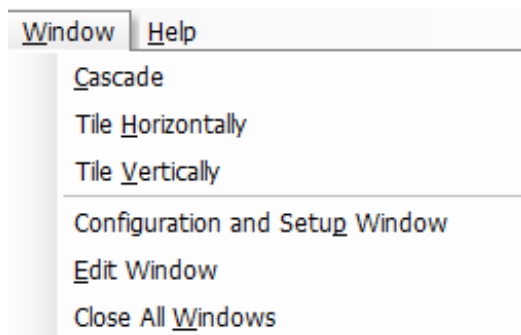 Window Help
Cascade
Tile Horizontally
Tile Vertically
Configuration and Setup Window
Edit Window
Close All Windows